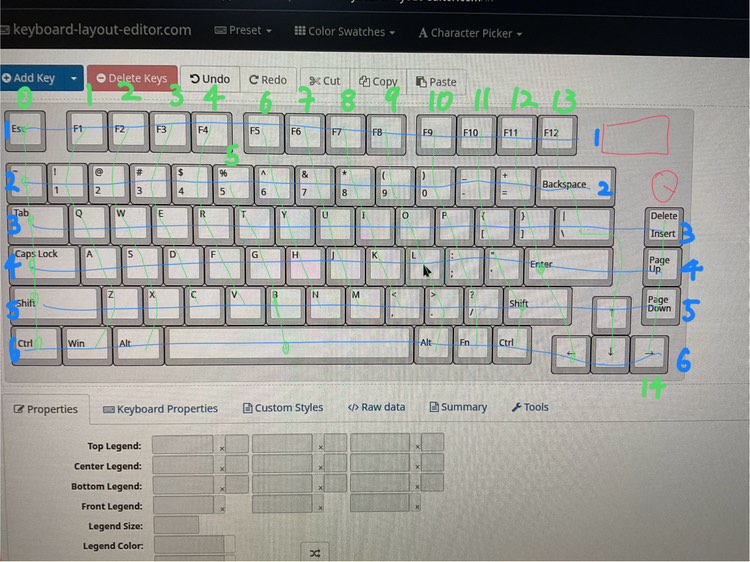 keyboard-layout-editor.com Preset Color Swatches Character Picker
Add Key Delete Keys Undo Redo Cut Copy Paste
0 1 2 3 4 6 7 8 9 10 11 12 13
1 Esc F1 F2 F3 F4 F5 F6 F7 F8 F9 F10 F11 F12 1
5
~ ! @ # $ % ^ & * ( ) _ +
2 1 2 3 4 5 6 7 8 9 0 - = Backspace 2
Tab Q W E R T Y U I O P { } | Delete
3 [ ] \ Insert 3
Caps Lock A S D F G H J K L : " Enter Page
4 ; ' Up 4
Shift Z X C V B N M < > ? Shift ↑ Page
5 , . / Down 5
6 Ctrl Win Alt Alt Fn Ctrl ← ↓ → 6
14
Properties Keyboard Properties Custom Styles </> Raw data Summary Tools
Top Legend: x x x
Center Legend: x x x
Bottom Legend: x x x
Front Legend: x x x
Legend Size:
Legend Color: